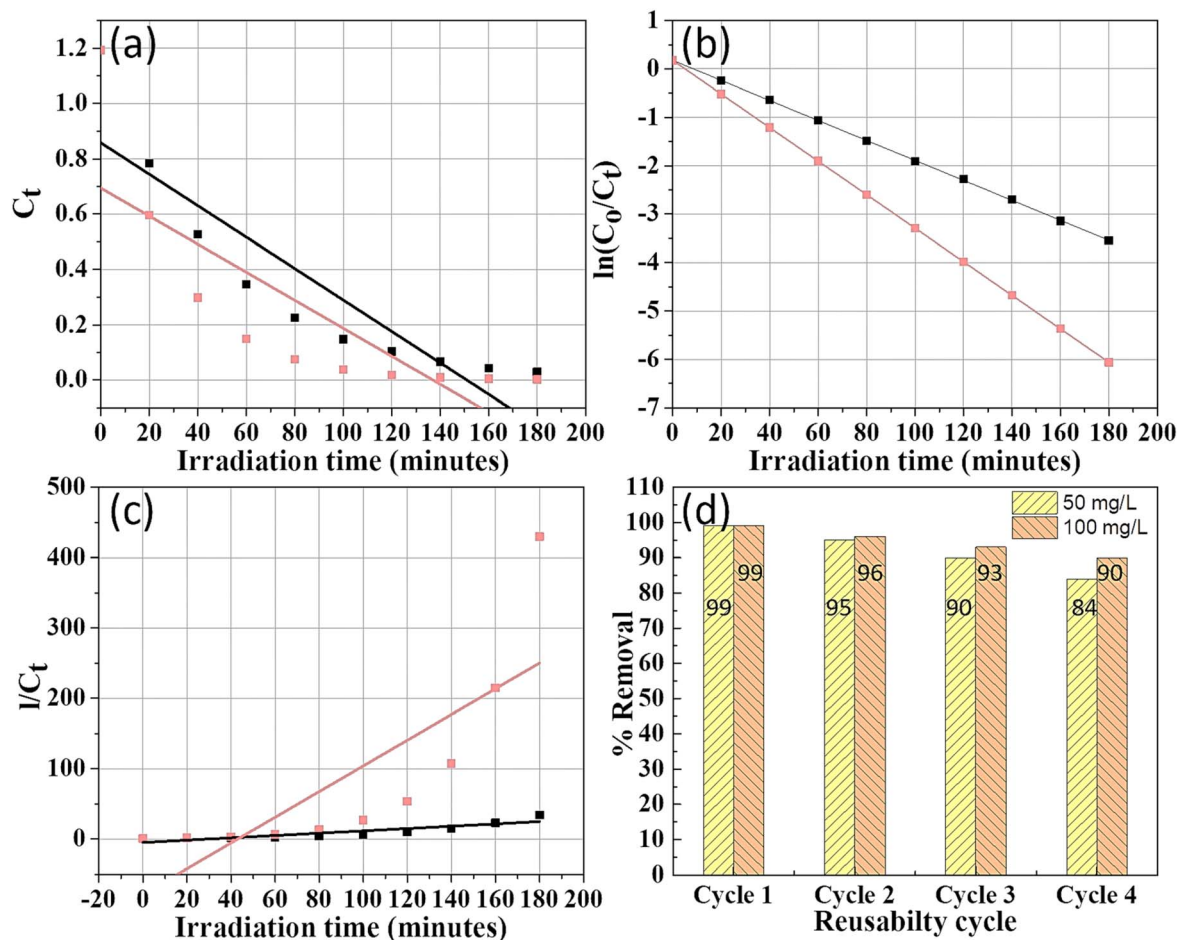 (a)
1.2
1.0
0.8
0.6
0.4
0.2
0.0
Ct
0 20 40 60 80 100 120 140 160 180 200
Irradiation time (minutes)
(b)
1
0
-1
-2
-3
-4
-5
-6
-7
ln(Co/Ct)
0 20 40 60 80 100 120 140 160 180 200
Irradiation time (minutes)
(c)
500
400
300
200
100
0
1/Ct
-20 0 20 40 60 80 100 120 140 160 180 200
Irradiation time (minutes)
(d)
50 mg/L
100 mg/L
110
100
90
80
70
60
50
40
30
20
10
0
% Removal
99 99 95 96 90 93 84 90
Cycle 1 Cycle 2 Cycle 3 Cycle 4
Reusabilty cycle